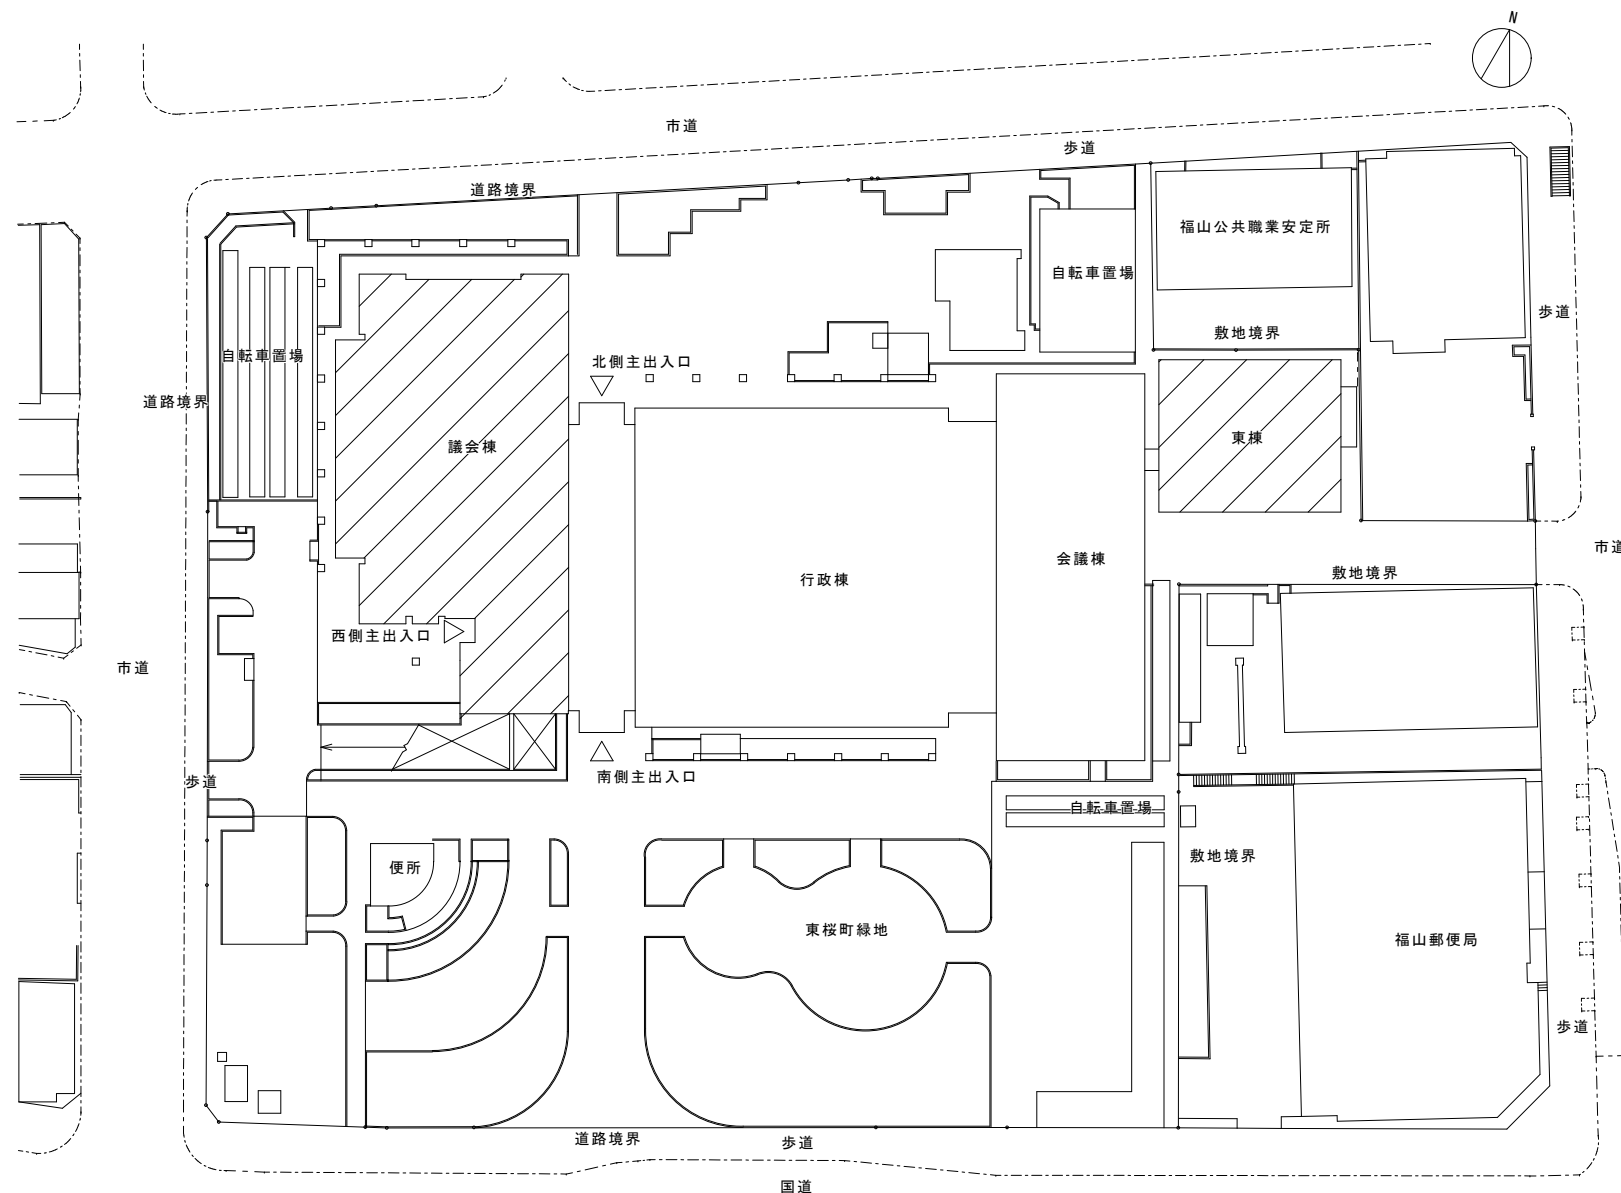 N
市道
歩道
道路境界
福山公共職業安定所
自転車置場
歩道
敷地境界
自転車置場
北側主出入口
道路境界
東棟
議会棟
市道
会議棟
敷地境界
行政棟
西側主出入口
市道
南側主出入口
歩道
自転車置場
敷地境界
便所
東桜町緑地
福山郵便局
歩道
道路境界
歩道
国道